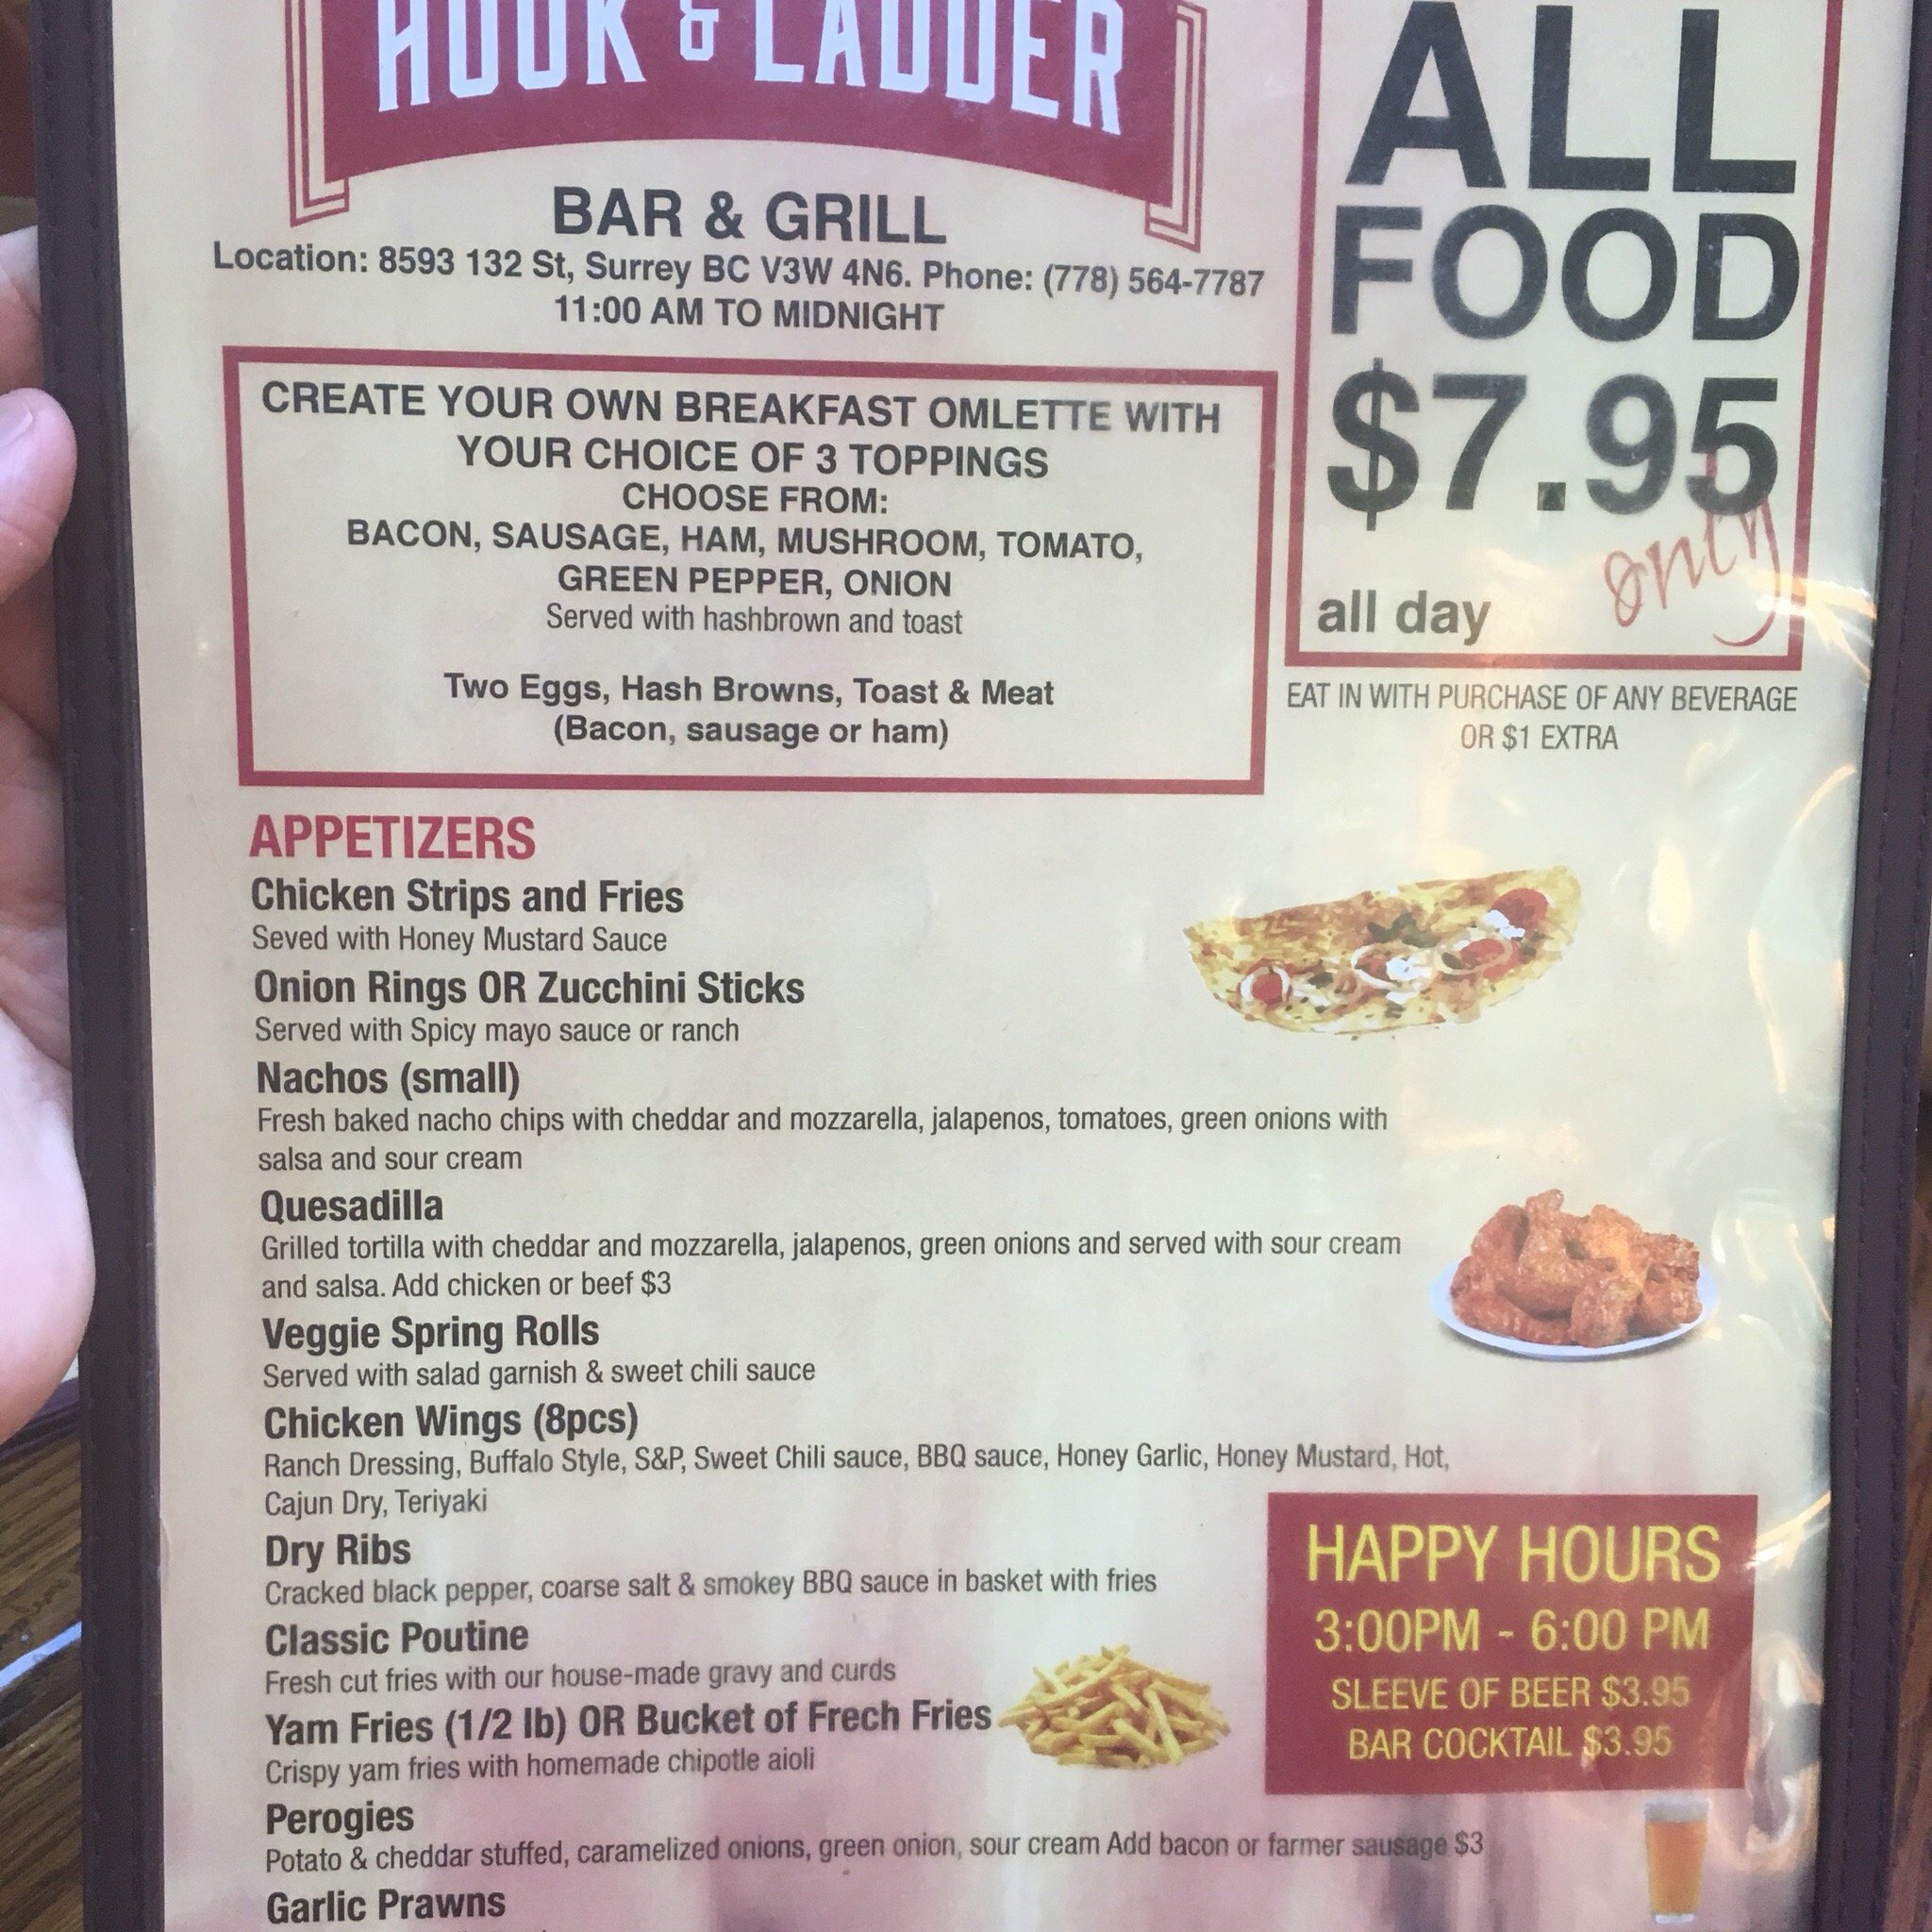 HOOK & LADDER
BAR & GRILL
Location: 8593 132 St, Surrey BC V3W 4N6. Phone: (778) 564-7787
11:00 AM TO MIDNIGHT
ALL
FOOD
$7.95
only
all day
EAT IN WITH PURCHASE OF ANY BEVERAGE
OR $1 EXTRA
CREATE YOUR OWN BREAKFAST OMLETTE WITH
YOUR CHOICE OF 3 TOPPINGS
CHOOSE FROM:
BACON, SAUSAGE, HAM, MUSHROOM, TOMATO,
GREEN PEPPER, ONION
Served with hashbrown and toast
Two Eggs, Hash Browns, Toast & Meat
(Bacon, sausage or ham)
APPETIZERS
Chicken Strips and Fries
Seved with Honey Mustard Sauce
Onion Rings OR Zucchini Sticks
Served with Spicy mayo sauce or ranch
Nachos (small)
Fresh baked nacho chips with cheddar and mozzarella, jalapenos, tomatoes, green onions with
salsa and sour cream
Quesadilla
Grilled tortilla with cheddar and mozzarella, jalapenos, green onions and served with sour cream
and salsa. Add chicken or beef $3
Veggie Spring Rolls
Served with salad garnish & sweet chili sauce
Chicken Wings (8pcs)
Ranch Dressing, Buffalo Style, S&P, Sweet Chili sauce, BBQ sauce, Honey Garlic, Honey Mustard, Hot,
Cajun Dry, Teriyaki
Dry Ribs
Cracked black pepper, coarse salt & smokey BBQ sauce in basket with fries
Classic Poutine
Fresh cut fries with our house-made gravy and curds
Yam Fries (1/2 lb) OR Bucket of Frech Fries
Crispy yam fries with homemade chipotle aioli
Perogies
Potato & cheddar stuffed, caramelized onions, green onion, sour cream Add bacon or farmer sausage $3
Garlic Prawns
HAPPY HOURS
3:00PM - 6:00 PM
SLEEVE OF BEER $3.95
BAR COCKTAIL $3.95